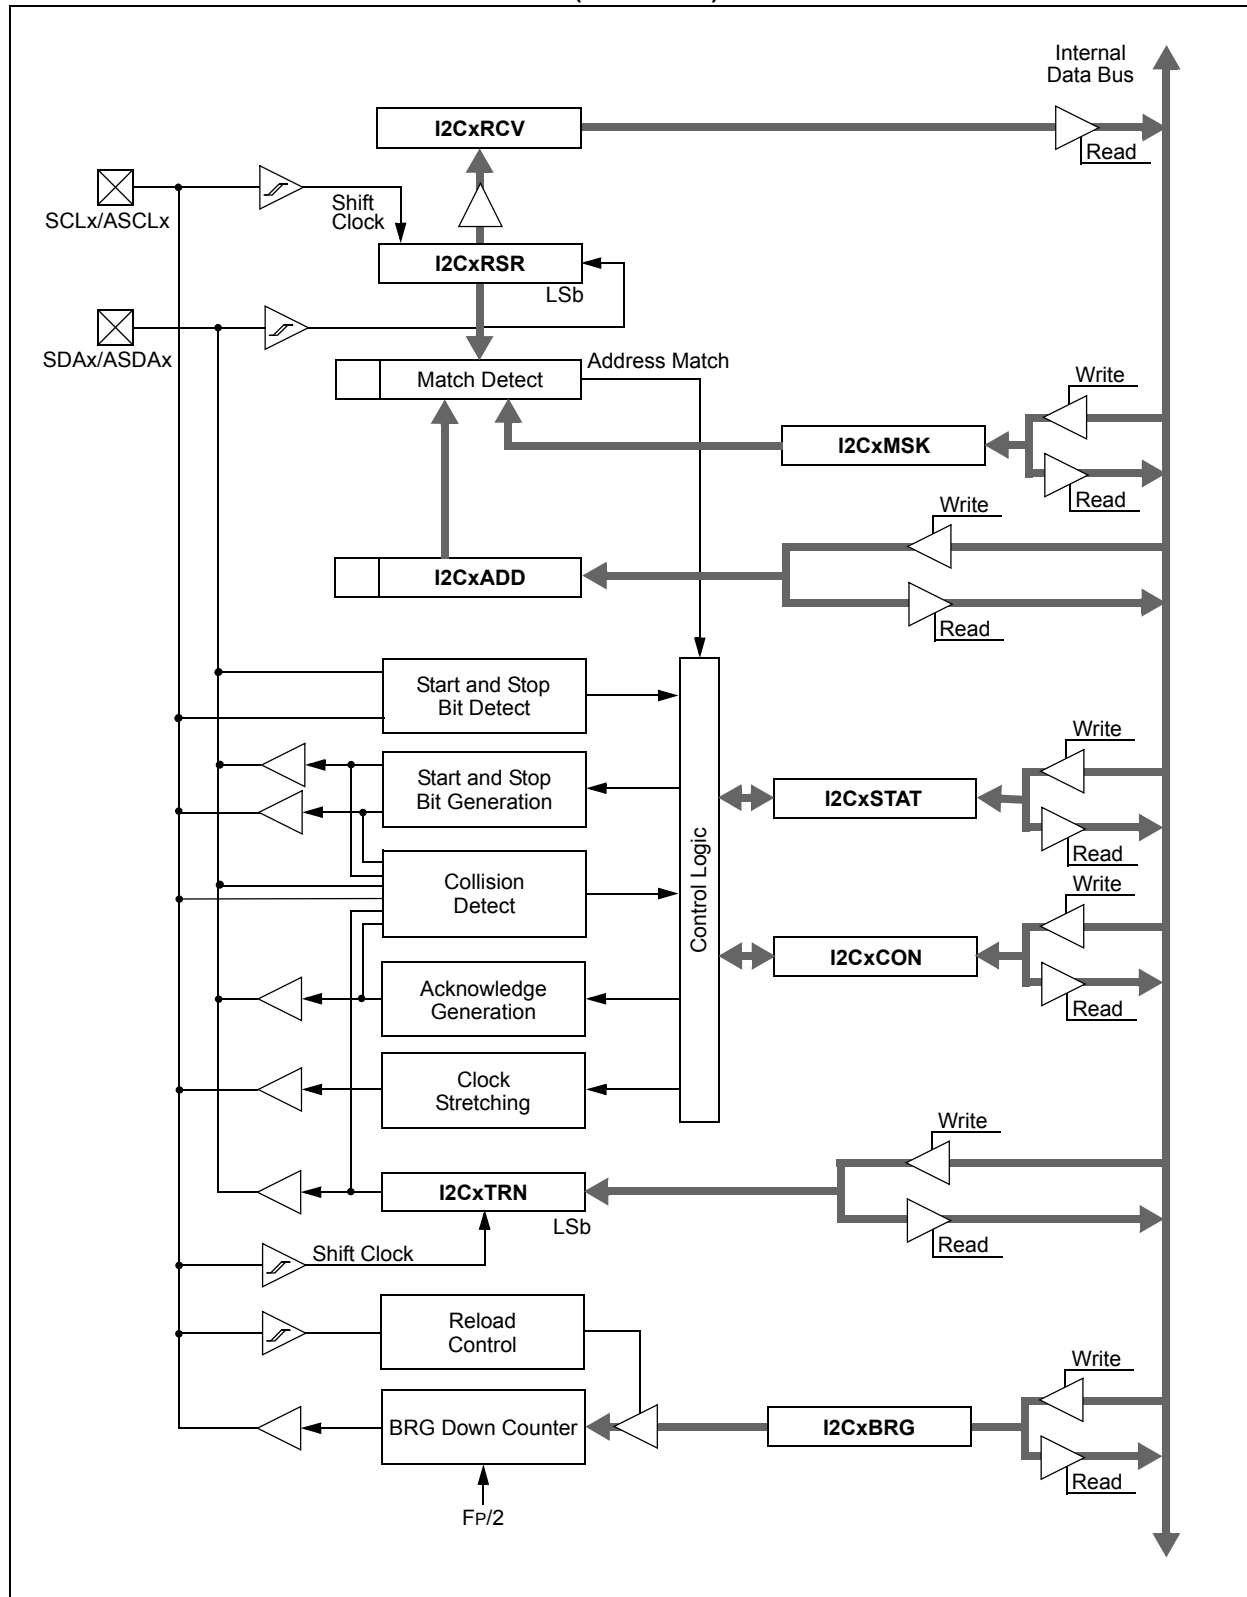 Internal
Data Bus
I2CxRCV
Read
SCLx/ASCLx
Shift
Clock
I2CxRSR
LSb
SDAx/ASDAx
Address Match
Match Detect
Write
I2CxMSK
Read
Write
I2CxADD
Read
Start and Stop
Bit Detect
Write
Start and Stop
Bit Generation
I2CxSTAT
Read
Control Logic
Collision
Detect
Write
I2CxCON
Acknowledge
Generation
Read
Clock
Stretching
Write
I2CxTRN
LSb
Read
Shift Clock
Reload
Control
Write
BRG Down Counter
I2CxBRG
Read
FP/2